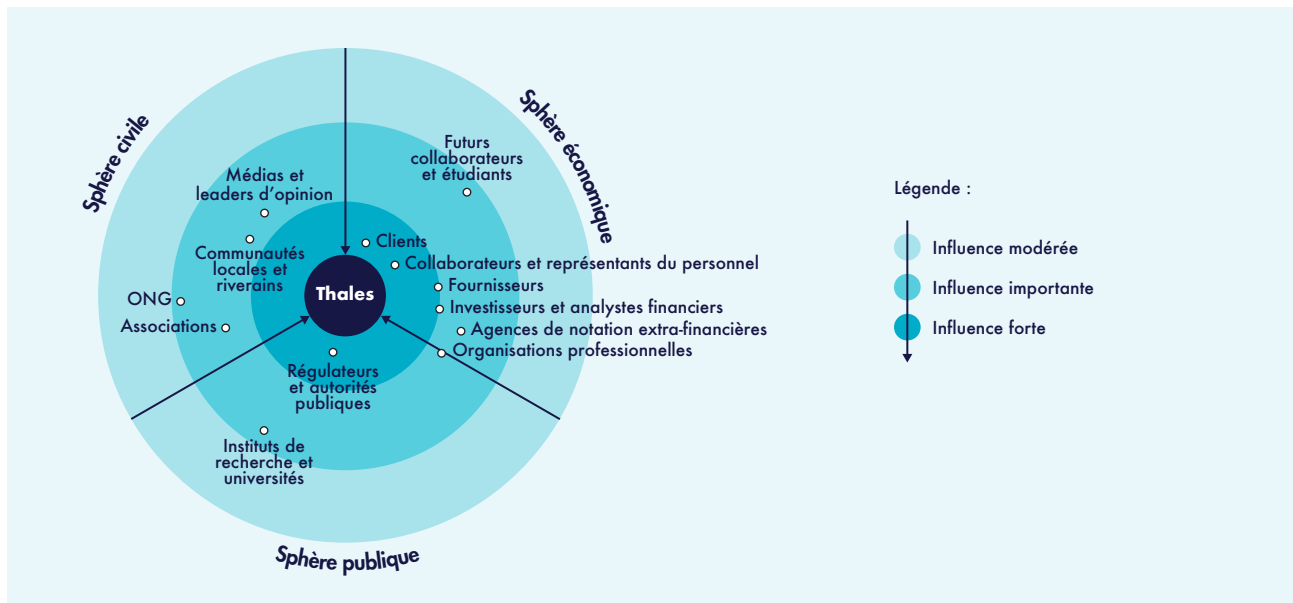 Sphère civile
Sphère économique
Futurs
collaborateurs
et étudiants
Médias et
leaders d’opinion
Clients
Communautés
locales et
riverains
Collaborateurs et représentants du personnel
Thales
Fournisseurs
ONG
Investisseurs et analystes financiers
Associations
Agences de notation extra-financières
Organisations professionnelles
Régulateurs
et autorités
publiques
Instituts de
recherche et
universités
Sphère publique
Légende :
Influence modérée
Influence importante
Influence forte